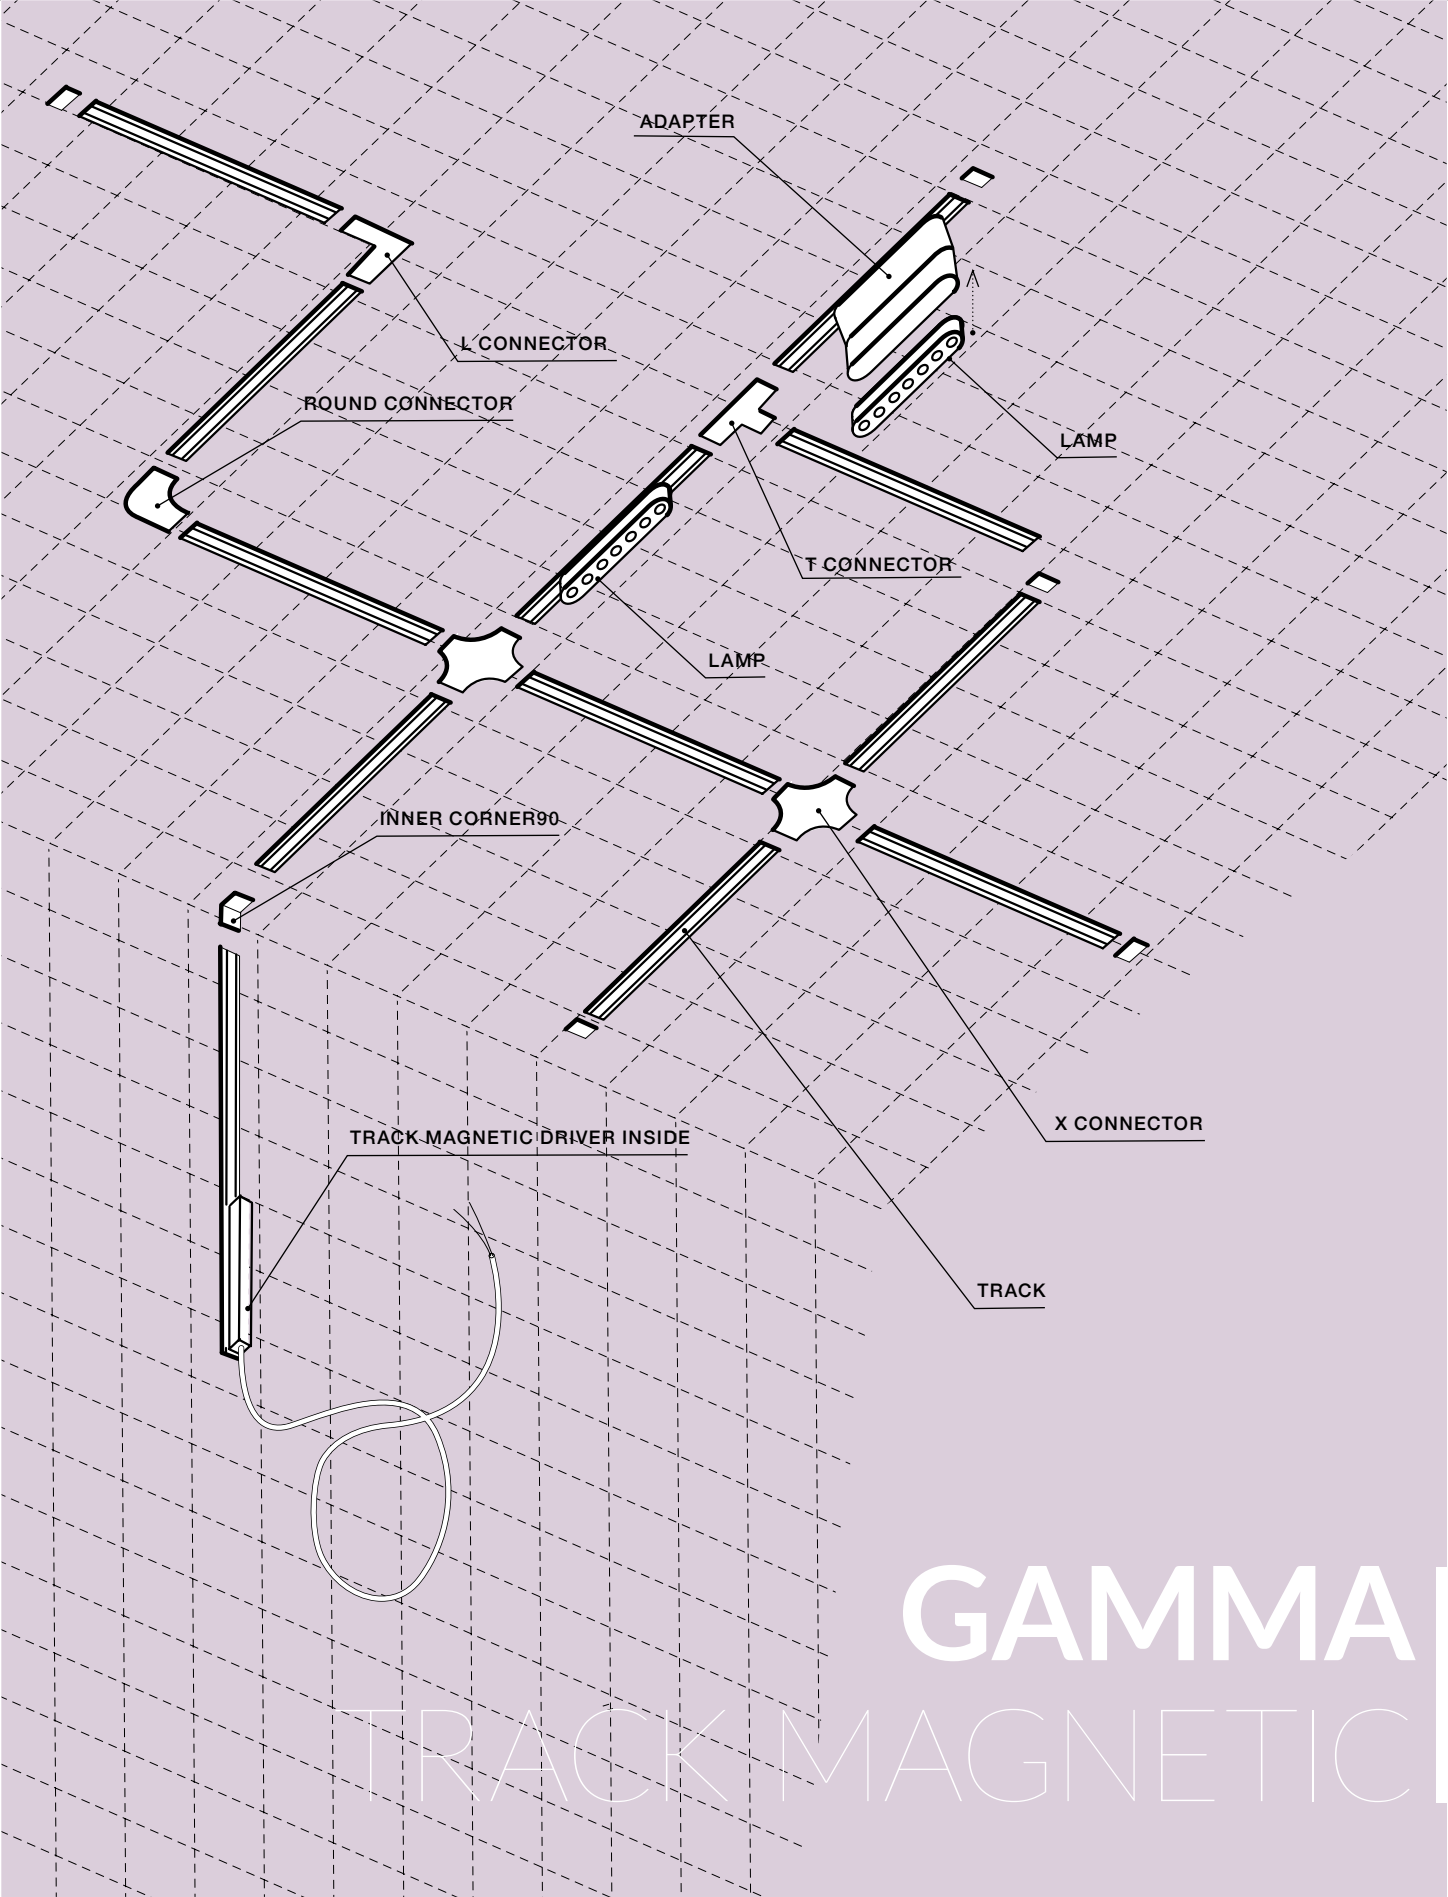 ADAPTER
L CONNECTOR
ROUND CONNECTOR
LAMP
T CONNECTOR
LAMP
INNER CORNER90
X CONNECTOR
TRACK MAGNETIC DRIVER INSIDE
TRACK
GAMMA
TRACK MAGNETIC